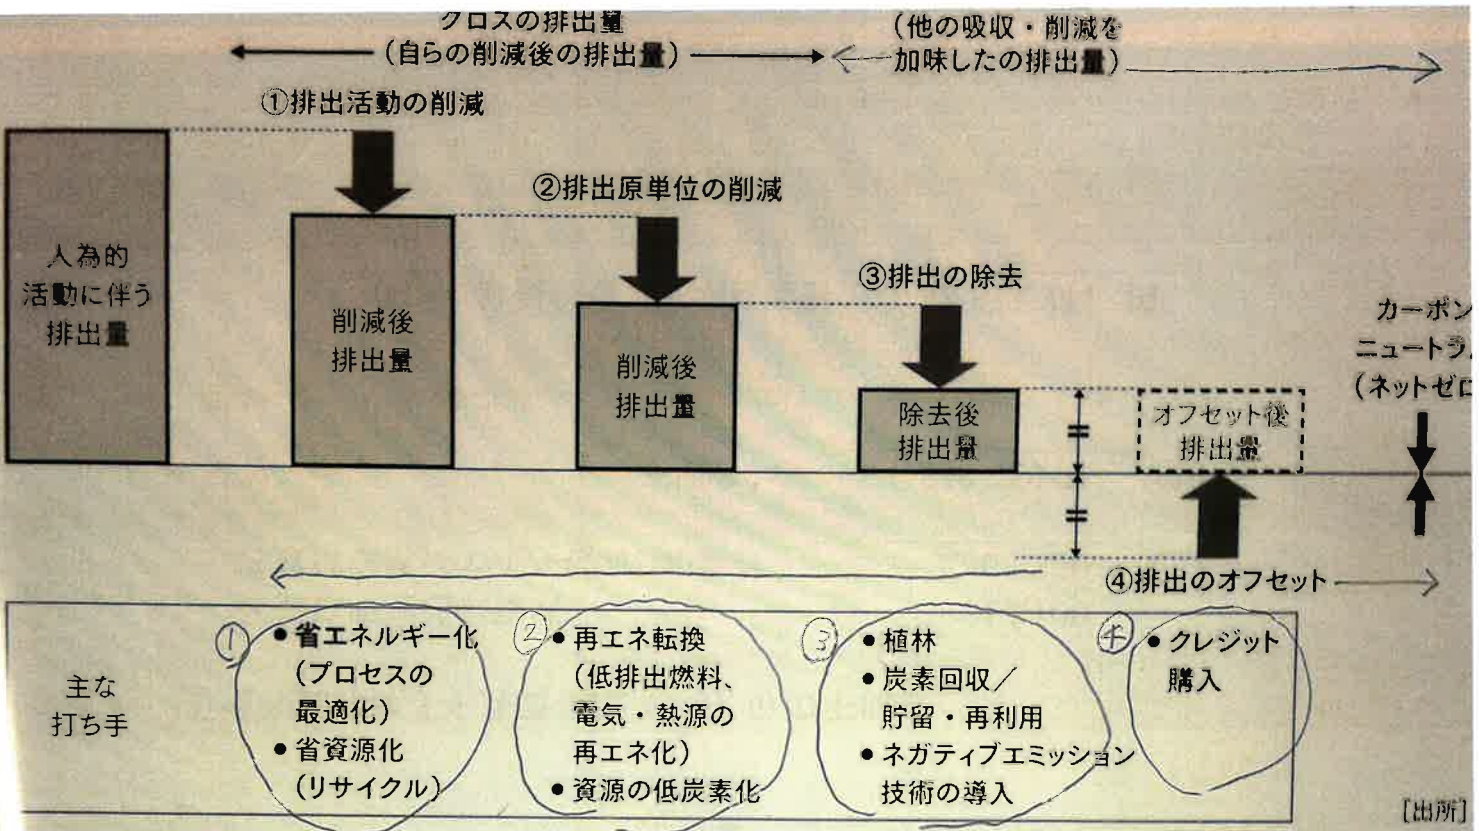 グロスの排出量
(自らの削減後の排出量)
(他の吸収・削減を
加味したの排出量)
①排出活動の削減
②排出原単位の削減
③排出の除去
人為的
活動に伴う
排出量
削減後
排出量
削減後
排出量
除去後
排出量
オフセット後
排出量
カーボン
ニュートラ
(ネットゼロ
④排出のオフセット
主な
打ち手
①
●省エネルギー化
(プロセスの
最適化)
●省資源化
(リサイクル)
②
●再エネ転換
(低排出燃料、
電気・熱源の
再エネ化)
●資源の低炭素化
③
●植林
●炭素回収/
貯留・再利用
●ネガティブエミッション
技術の導入
④
●クレジット
購入
[出所]